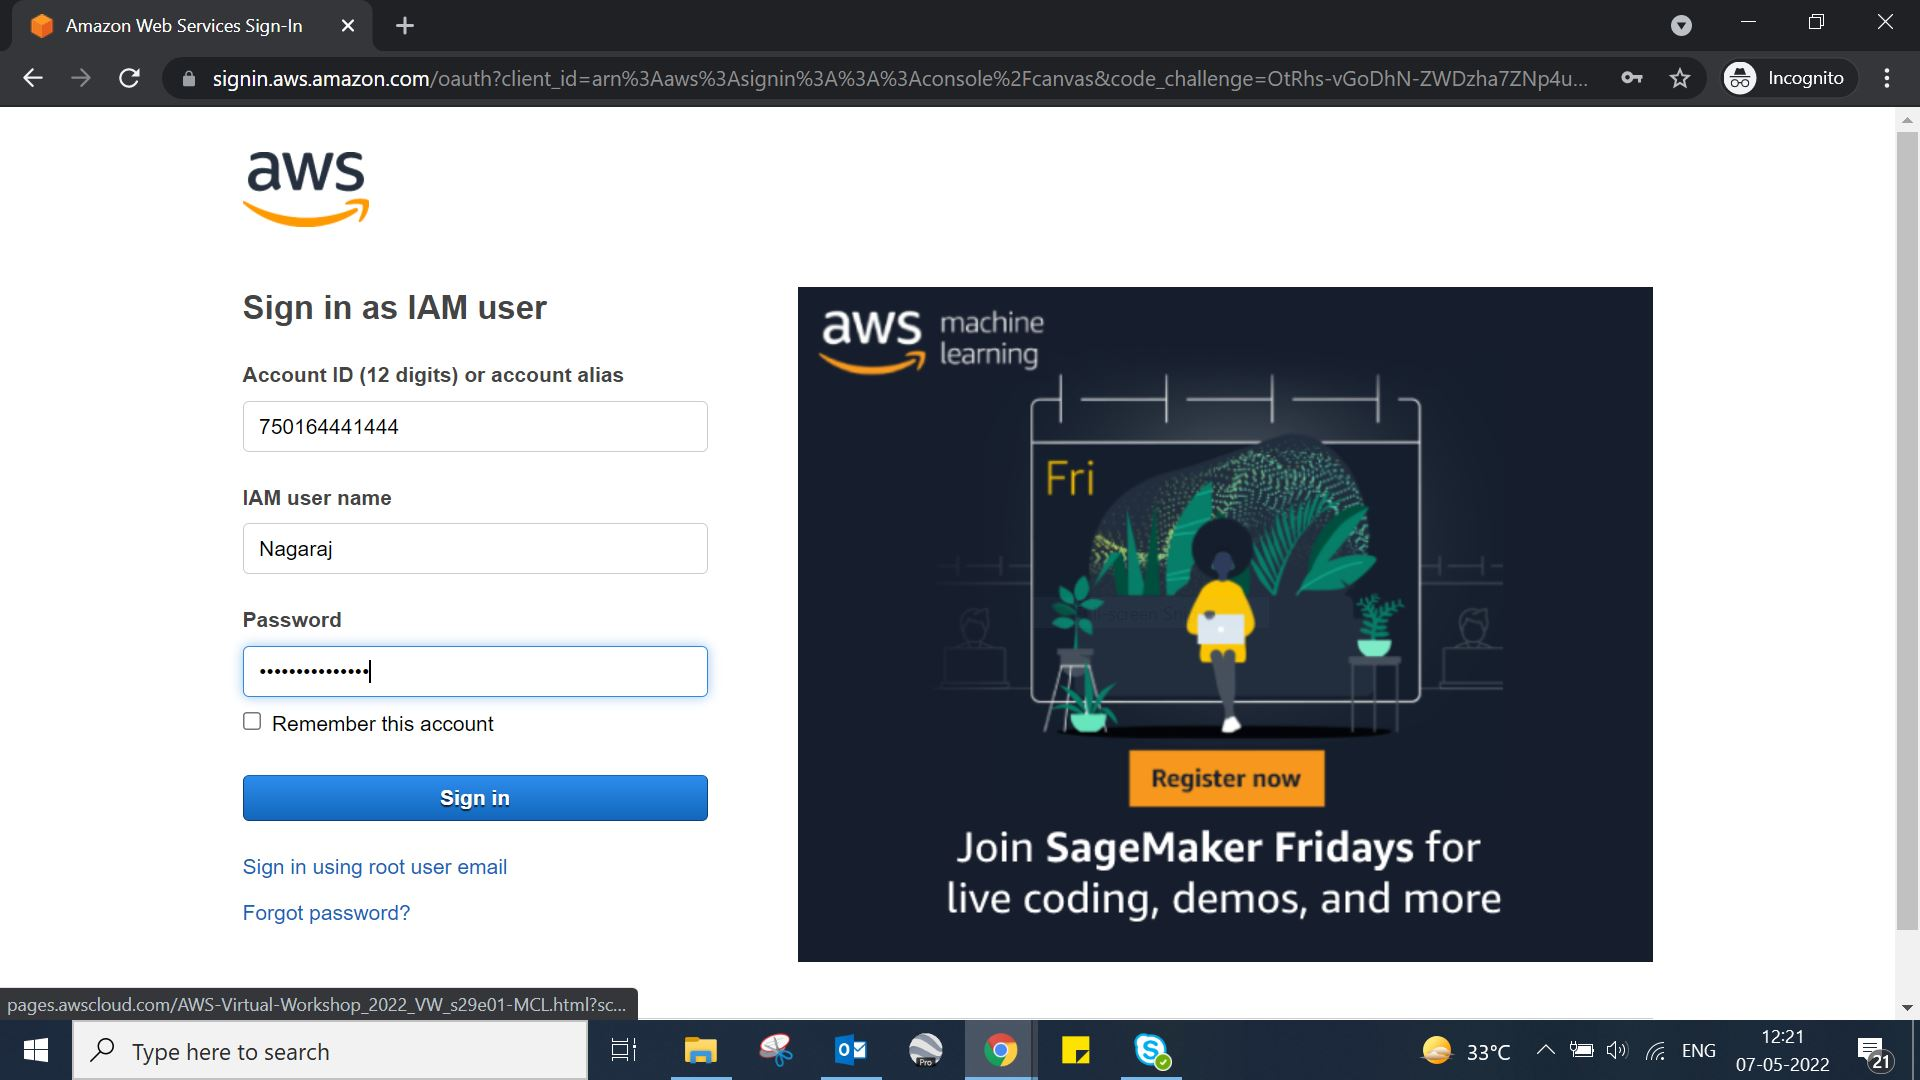 Amazon Web Services Sign-In
signin.aws.amazon.com/oauth?client_id=arn%3Aaws%3Asignin%3A%3A%3Aconsole%2Fcanvas&code_challenge=OtRhs-vGoDhN-ZWDzha7ZNp4u...
Incognito
aws
Sign in as IAM user
Account ID (12 digits) or account alias
750164441444
IAM user name
Nagaraj
Password
•••••••••••••••
Remember this account
Sign in
Sign in using root user email
Forgot password?
aws machine learning
Fri
Register now
Join SageMaker Fridays for
live coding, demos, and more
pages.awscloud.com/AWS-Virtual-Workshop_2022_VW_s29e01-MCL.html?sc...
Type here to search
Pro
33°C
ENG
12:21
07-05-2022
21